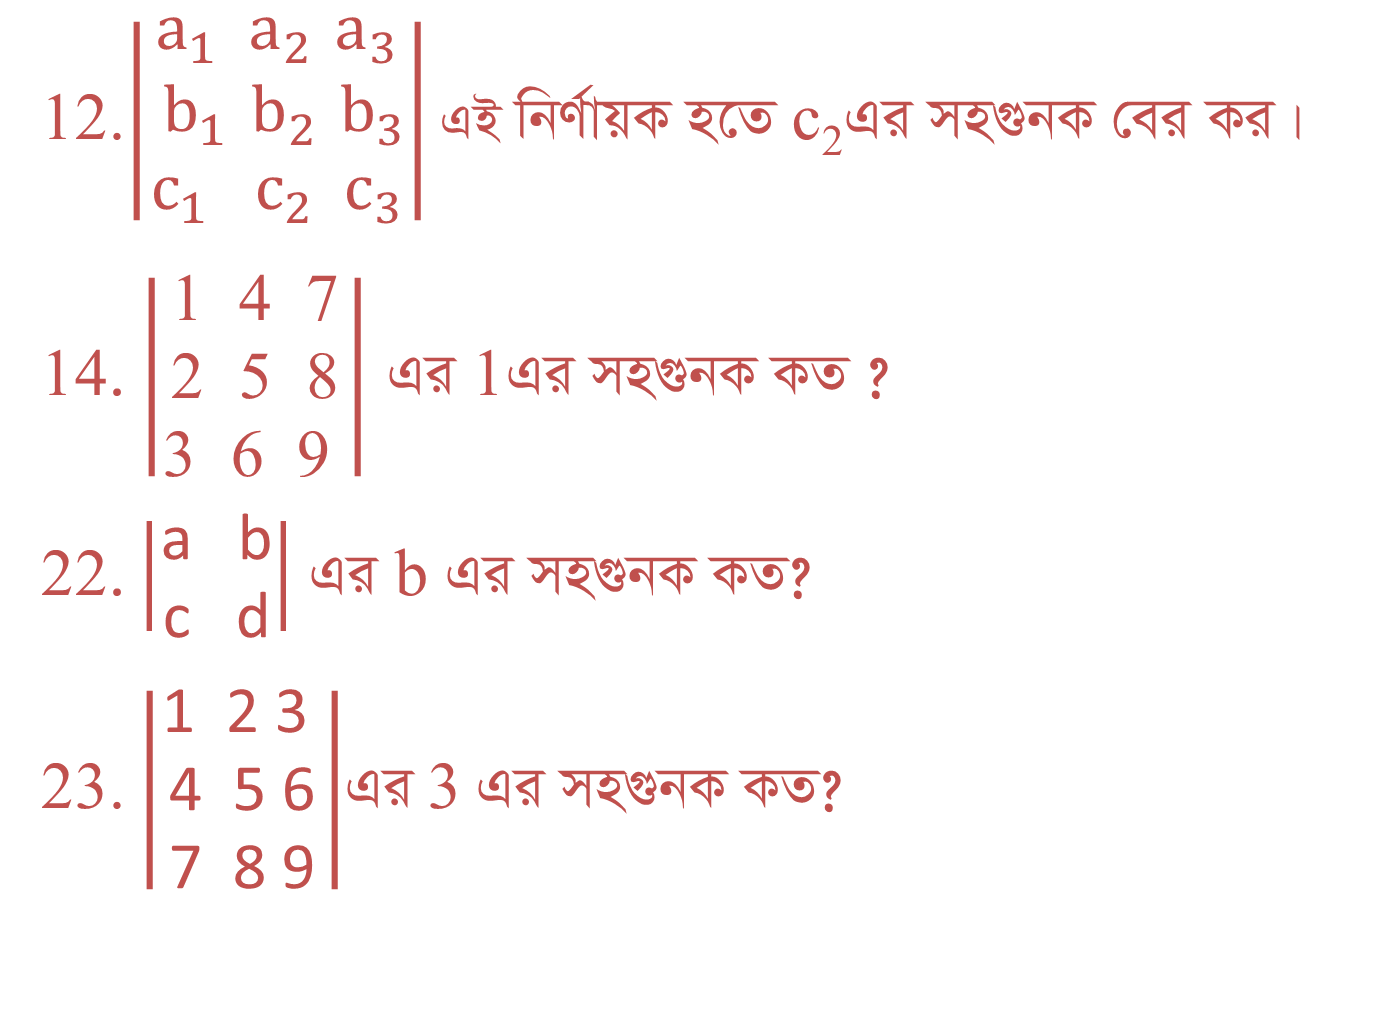 a₁ a₂ a₃
12. b₁ b₂ b₃ এই নির্ণায়ক হতে c₂এর সহগুনক বের কর।
c₁ c₂ c₃
1 4 7
14. 2 5 8 এর 1এর সহগুনক কত ?
3 6 9
a b
22. এর b এর সহগুনক কত?
c d
1 2 3
23. 4 5 6 এর 3 এর সহগুনক কত?
7 8 9